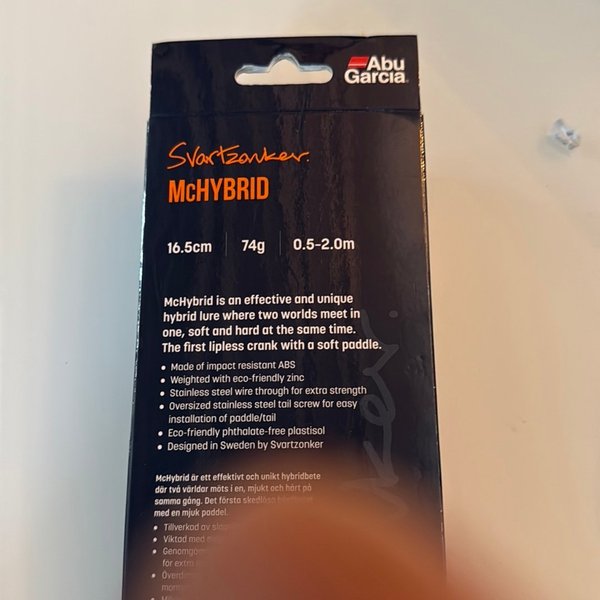 Abu
Garcia
Svartzonker.
McHYBRID
16.5cm 74g 0.5-2.0m
McHybrid is an effective and unique
hybrid lure where two worlds meet in
one, soft and hard at the same time.
The first lipless crank with a soft paddle.
• Made of impact resistant ABS
• Weighted with eco-friendly zinc
• Stainless steel wire through for extra strength
• Oversized stainless steel tail screw for easy
installation of paddle/tail
• Eco-friendly phthalate-free plastisol
• Designed in Sweden by Svartzonker
McHybrid är ett effektivt och unikt hybridbete
där två världar möts i en, mjukt och hårt på
samma gång. Det första
med en mjuk paddel.
• Tillverkad av
• Viktad med
för extra